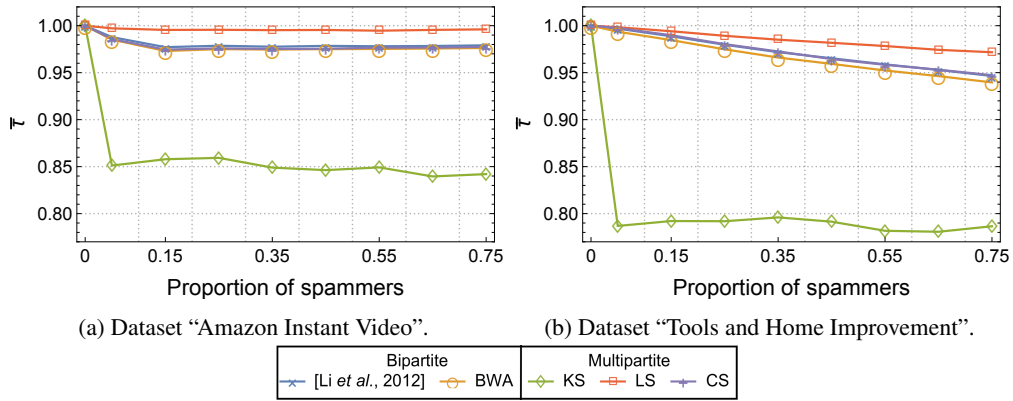 1.00
0.95
0.90
0.85
0.80
τ̅
0 0.15 0.35 0.55 0.75
Proportion of spammers
(a) Dataset “Amazon Instant Video”.
1.00
0.95
0.90
0.85
0.80
τ̅
0 0.15 0.35 0.55 0.75
Proportion of spammers
(b) Dataset “Tools and Home Improvement”.
Bipartite Multipartite
[Li et al., 2012] BWA KS LS CS